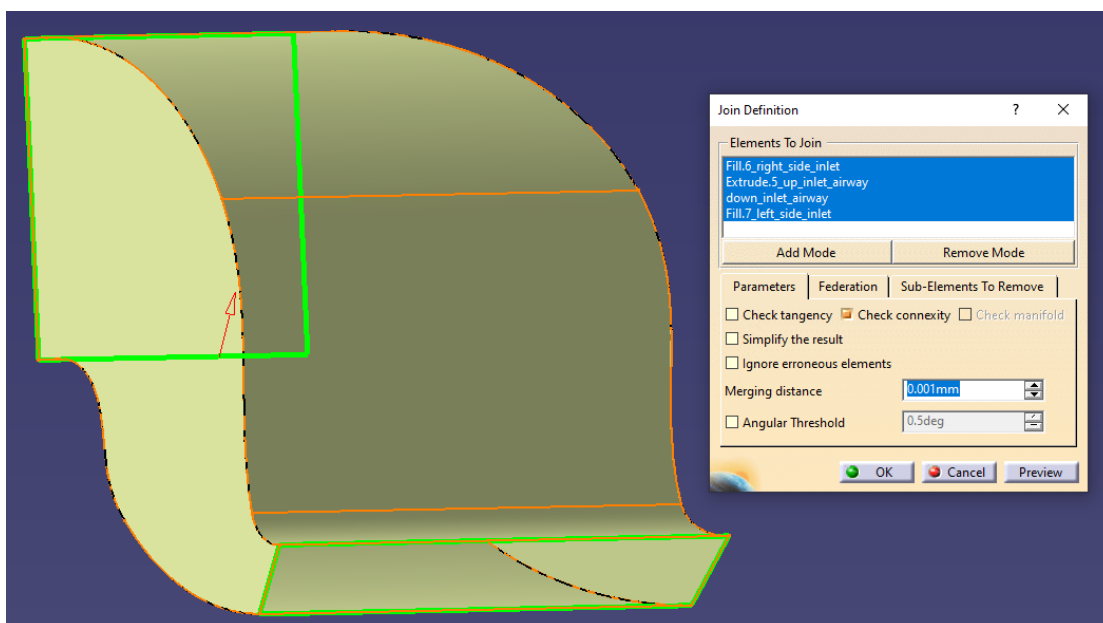 Join Definition ? X
Elements To Join
Fill.6_right_side_inlet
Extrude.5_up_inlet_airway
down_inlet_airway
Fill.7_left_side_inlet
Add Mode Remove Mode
Parameters Federation Sub-Elements To Remove
Check tangency Check connexity Check manifold
Simplify the result
Ignore erroneous elements
Merging distance 0.001mm
Angular Threshold 0.5deg
OK Cancel Preview